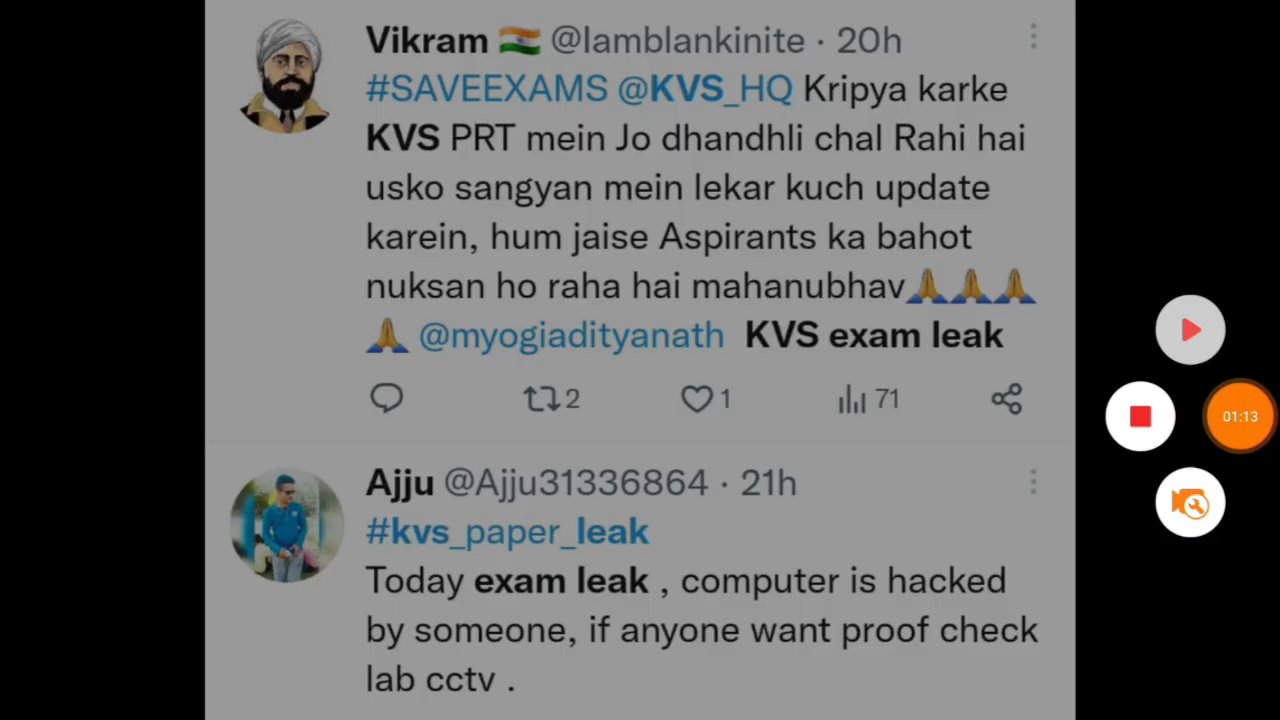 Vikram 🇮🇳 @Iamblankinite · 20h
#SAVEEXAMS @KVS_HQ Kripya karke
KVS PRT mein Jo dhandhli chal Rahi hai
usko sangyan mein lekar kuch update
karein, hum jaise Aspirants ka bahot
nuksan ho raha hai mahanubhav🙏🙏🙏
🙏 @myogiadityanath KVS exam leak
2 1 71
01:13
Ajju @Ajju31336864 · 21h
#kvs_paper_leak
Today exam leak , computer is hacked
by someone, if anyone want proof check
lab cctv .